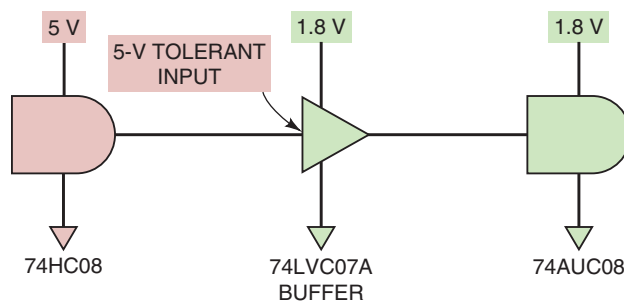 5 V
1.8 V
1.8 V
5-V TOLERANT
INPUT
74HC08
74LVC07A
BUFFER
74AUC08